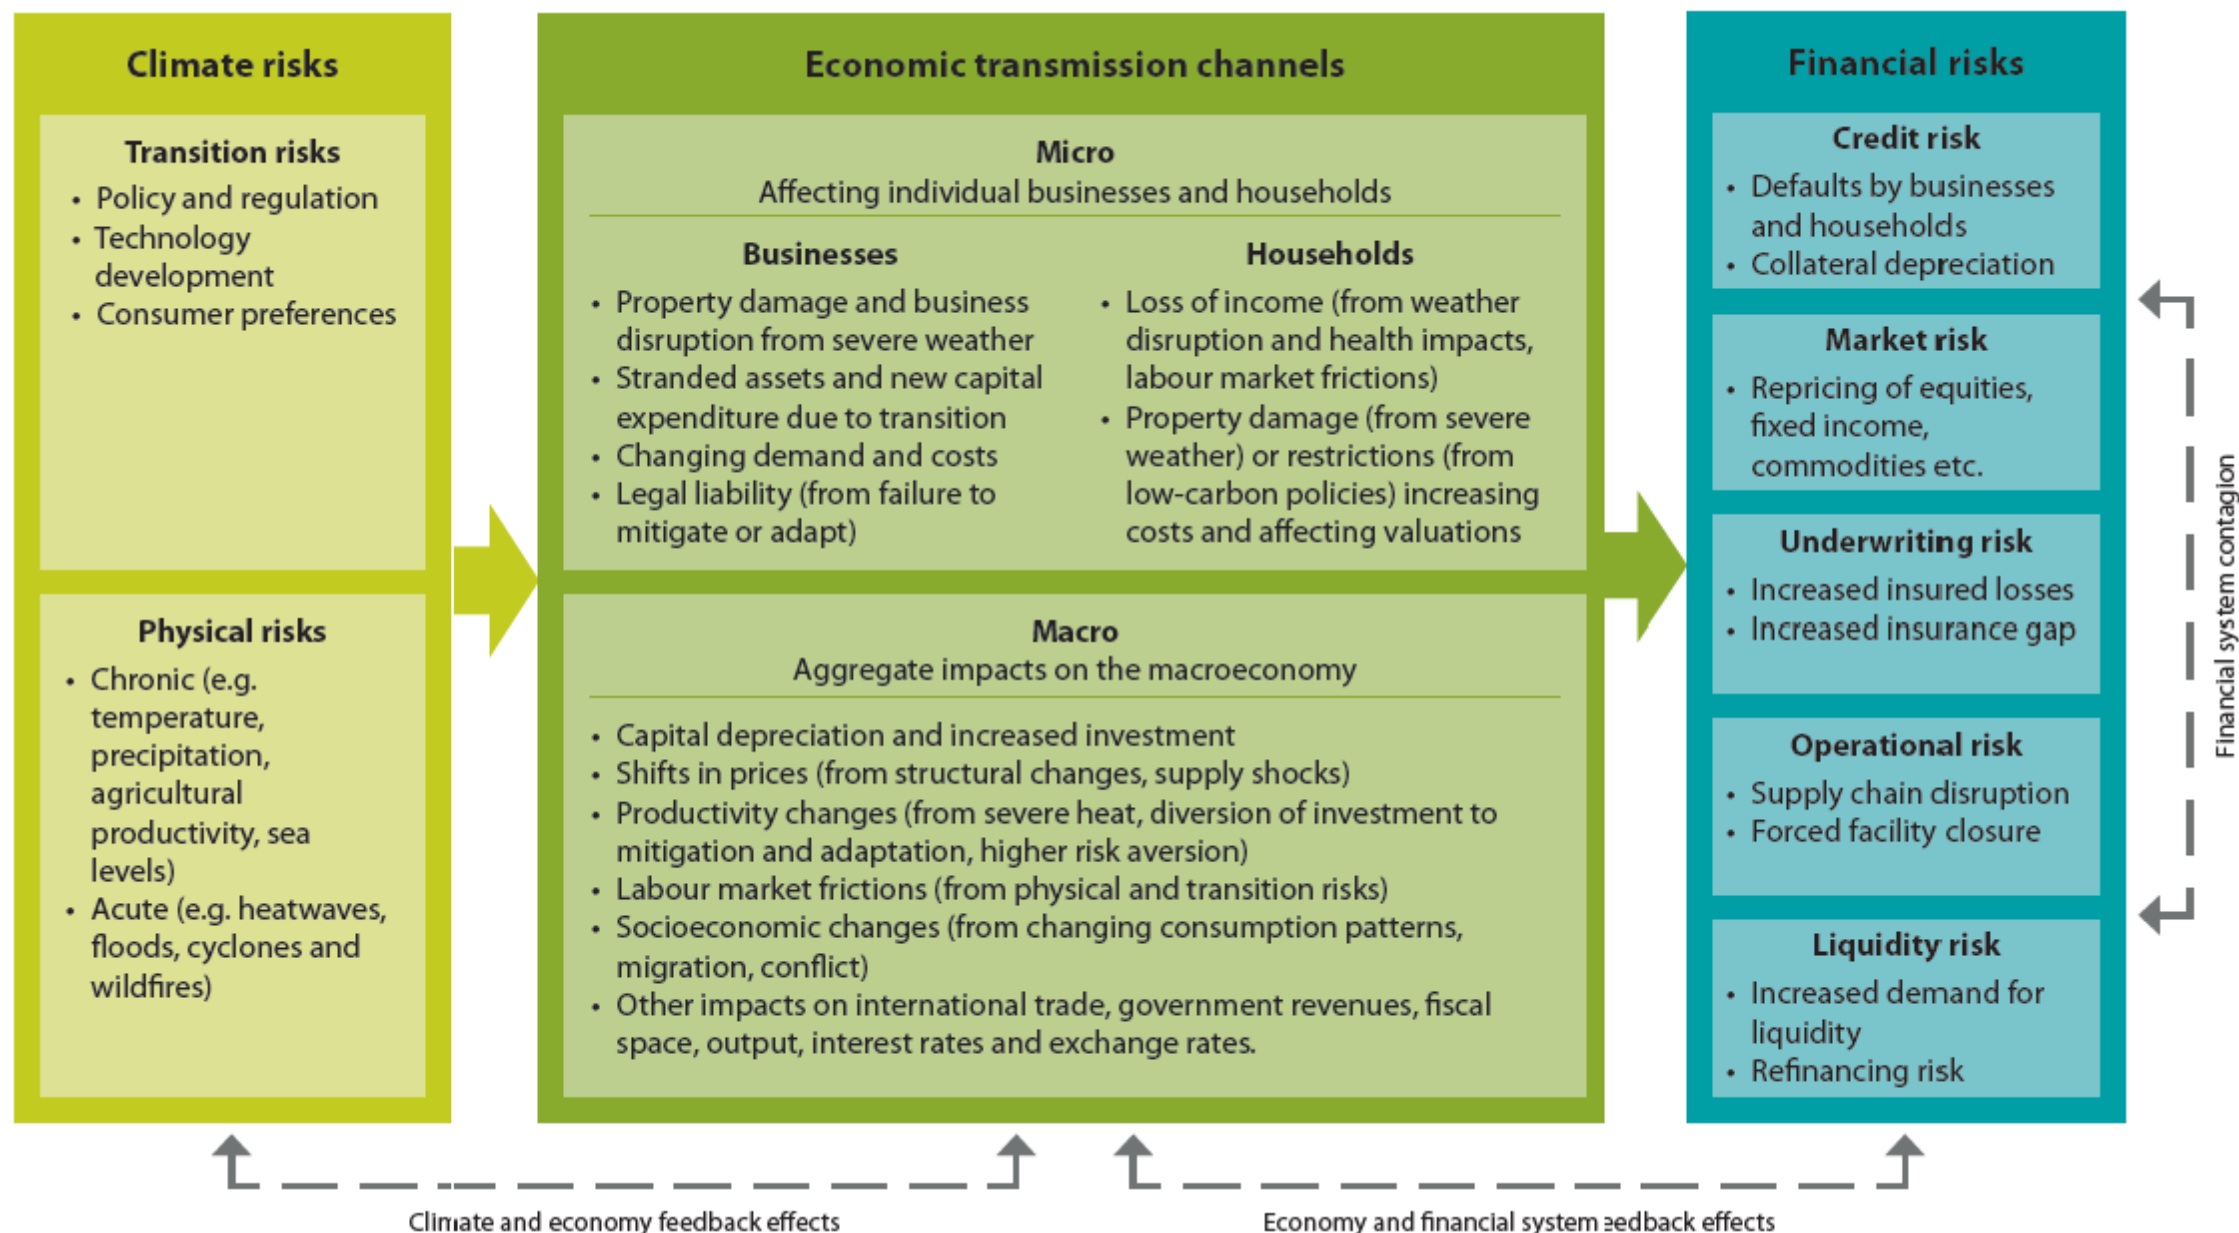 Climate risks
Transition risks
• Policy and regulation
• Technology
development
• Consumer preferences
Physical risks
• Chronic (e.g.
temperature,
precipitation,
agricultural
productivity, sea
levels)
• Acute (e.g. heatwaves,
floods, cyclones and
wildfires)
Economic transmission channels
Micro
Affecting individual businesses and households
Businesses
• Property damage and business
disruption from severe weather
• Stranded assets and new capital
expenditure due to transition
• Changing demand and costs
• Legal liability (from failure to
mitigate or adapt)
Households
• Loss of income (from weather
disruption and health impacts,
labour market frictions)
• Property damage (from severe
weather) or restrictions (from
low-carbon policies) increasing
costs and affecting valuations
Macro
Aggregate impacts on the macroeconomy
• Capital depreciation and increased investment
• Shifts in prices (from structural changes, supply shocks)
• Productivity changes (from severe heat, diversion of investment to
mitigation and adaptation, higher risk aversion)
• Labour market frictions (from physical and transition risks)
• Socioeconomic changes (from changing consumption patterns,
migration, conflict)
• Other impacts on international trade, government revenues, fiscal
space, output, interest rates and exchange rates.
Financial risks
Credit risk
• Defaults by businesses
and households
• Collateral depreciation
Market risk
• Repricing of equities,
fixed income,
commodities etc.
Underwriting risk
• Increased insured losses
• Increased insurance gap
Operational risk
• Supply chain disruption
• Forced facility closure
Liquidity risk
• Increased demand for
liquidity
• Refinancing risk
Financial system contagion
Climate and economy feedback effects
Economy and financial system eedback effects